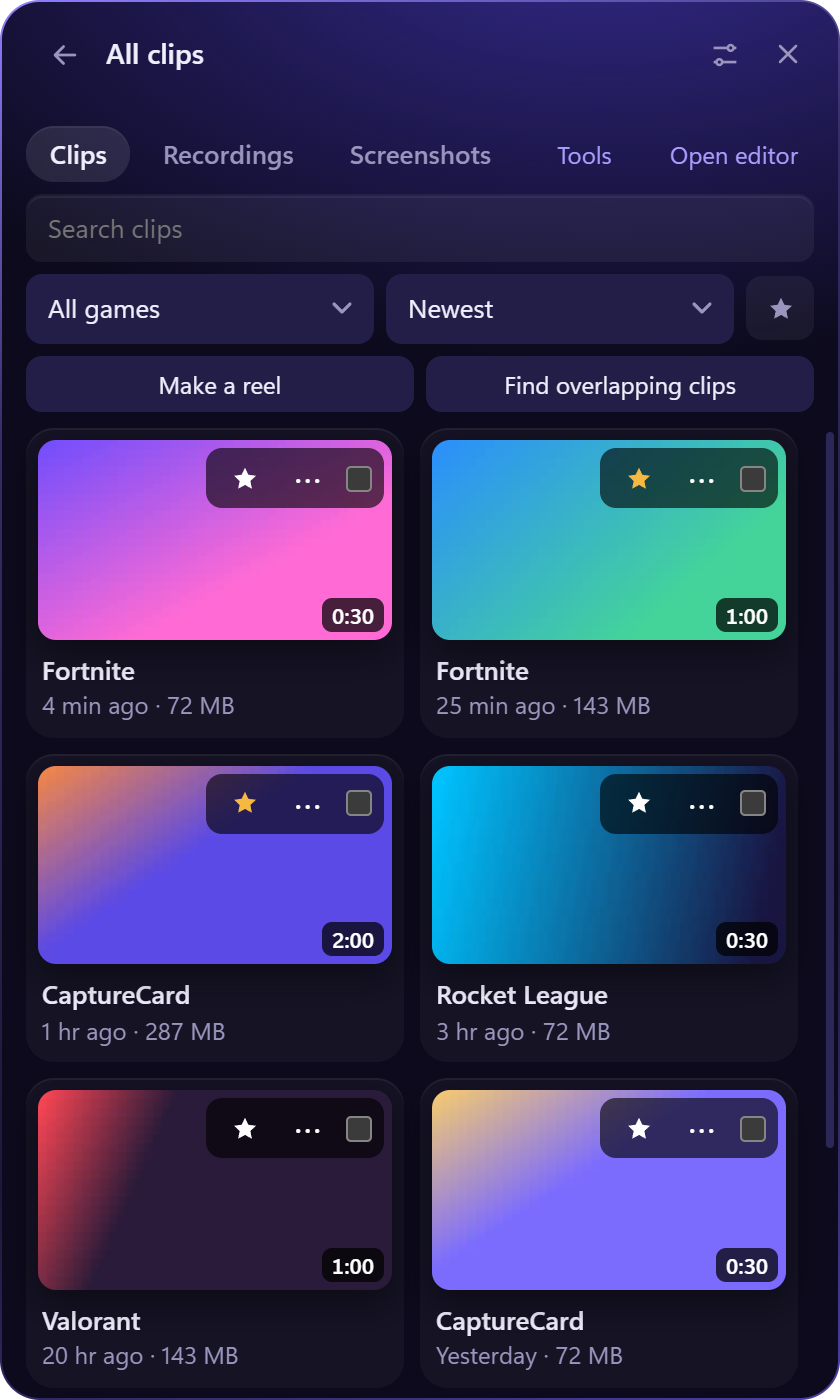 All clips
Clips Recordings Screenshots Tools Open editor
Search clips
All games Newest
Make a reel Find overlapping clips
0:30 1:00
Fortnite Fortnite
4 min ago · 72 MB 25 min ago · 143 MB
2:00 0:30
CaptureCard Rocket League
1 hr ago · 287 MB 3 hr ago · 72 MB
1:00 0:30
Valorant CaptureCard
20 hr ago · 143 MB Yesterday · 72 MB